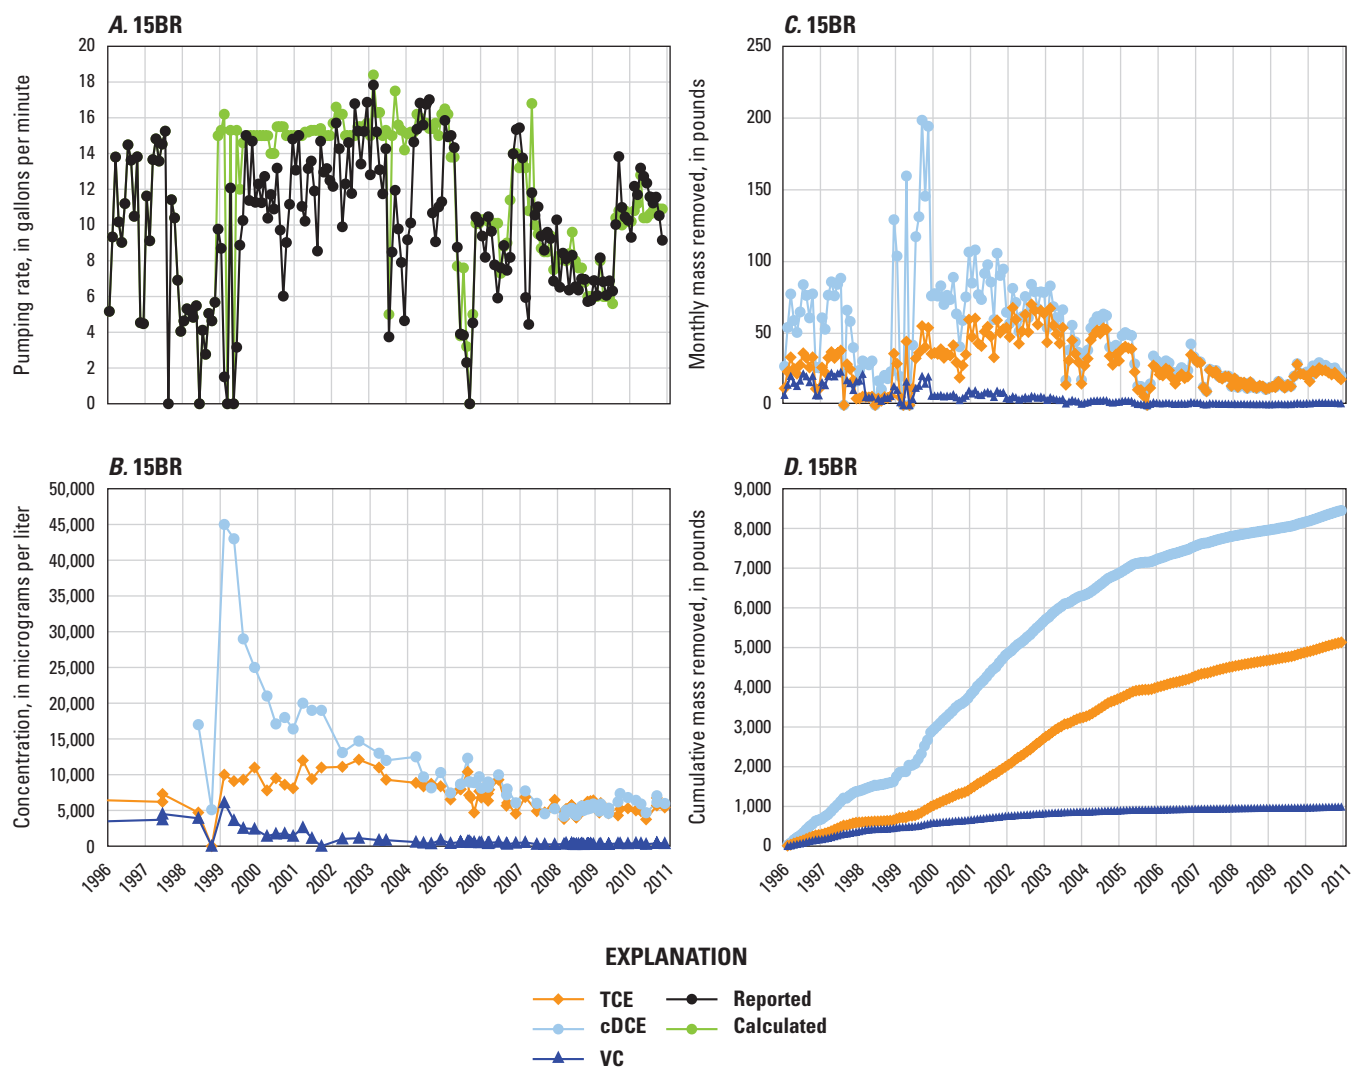 A. 15BR
Pumping rate, in gallons per minute
20
18
16
14
12
10
8
6
4
2
0
1996 1997 1998 1999 2000 2001 2002 2003 2004 2005 2006 2007 2008 2009 2010 2011
B. 15BR
Concentration, in micrograms per liter
50,000
45,000
40,000
35,000
30,000
25,000
20,000
15,000
10,000
5,000
0
C. 15BR
Monthly mass removed, in pounds
250
200
150
100
50
0
D. 15BR
Cumulative mass removed, in pounds
9,000
8,000
7,000
6,000
5,000
4,000
3,000
2,000
1,000
0
1996 1997 1998 1999 2000 2001 2002 2003 2004 2005 2006 2007 2008 2009 2010 2011
EXPLANATION
TCE Reported
cDCE Calculated
VC